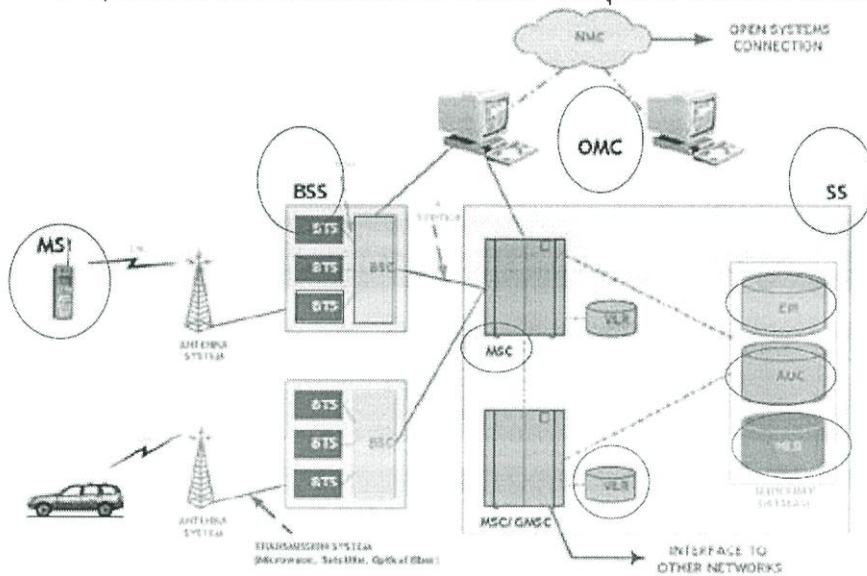 NMC
OPEN SYSTEMS
CONNECTION
OMC
BSS
SS
MS
BTS
BTS
BTS
BSC
ANTENNA
SYSTEM
MSC
VLR
EIR
AUC
HLR
BTS
BTS
BTS
BSC
ANTENNA
SYSTEM
MSC/GMSC
VLR
DATABASE
TRANSMISSION SYSTEM
(Microwave, Satellite, Optical fiber)
INTERFACE TO
OTHER NETWORKS